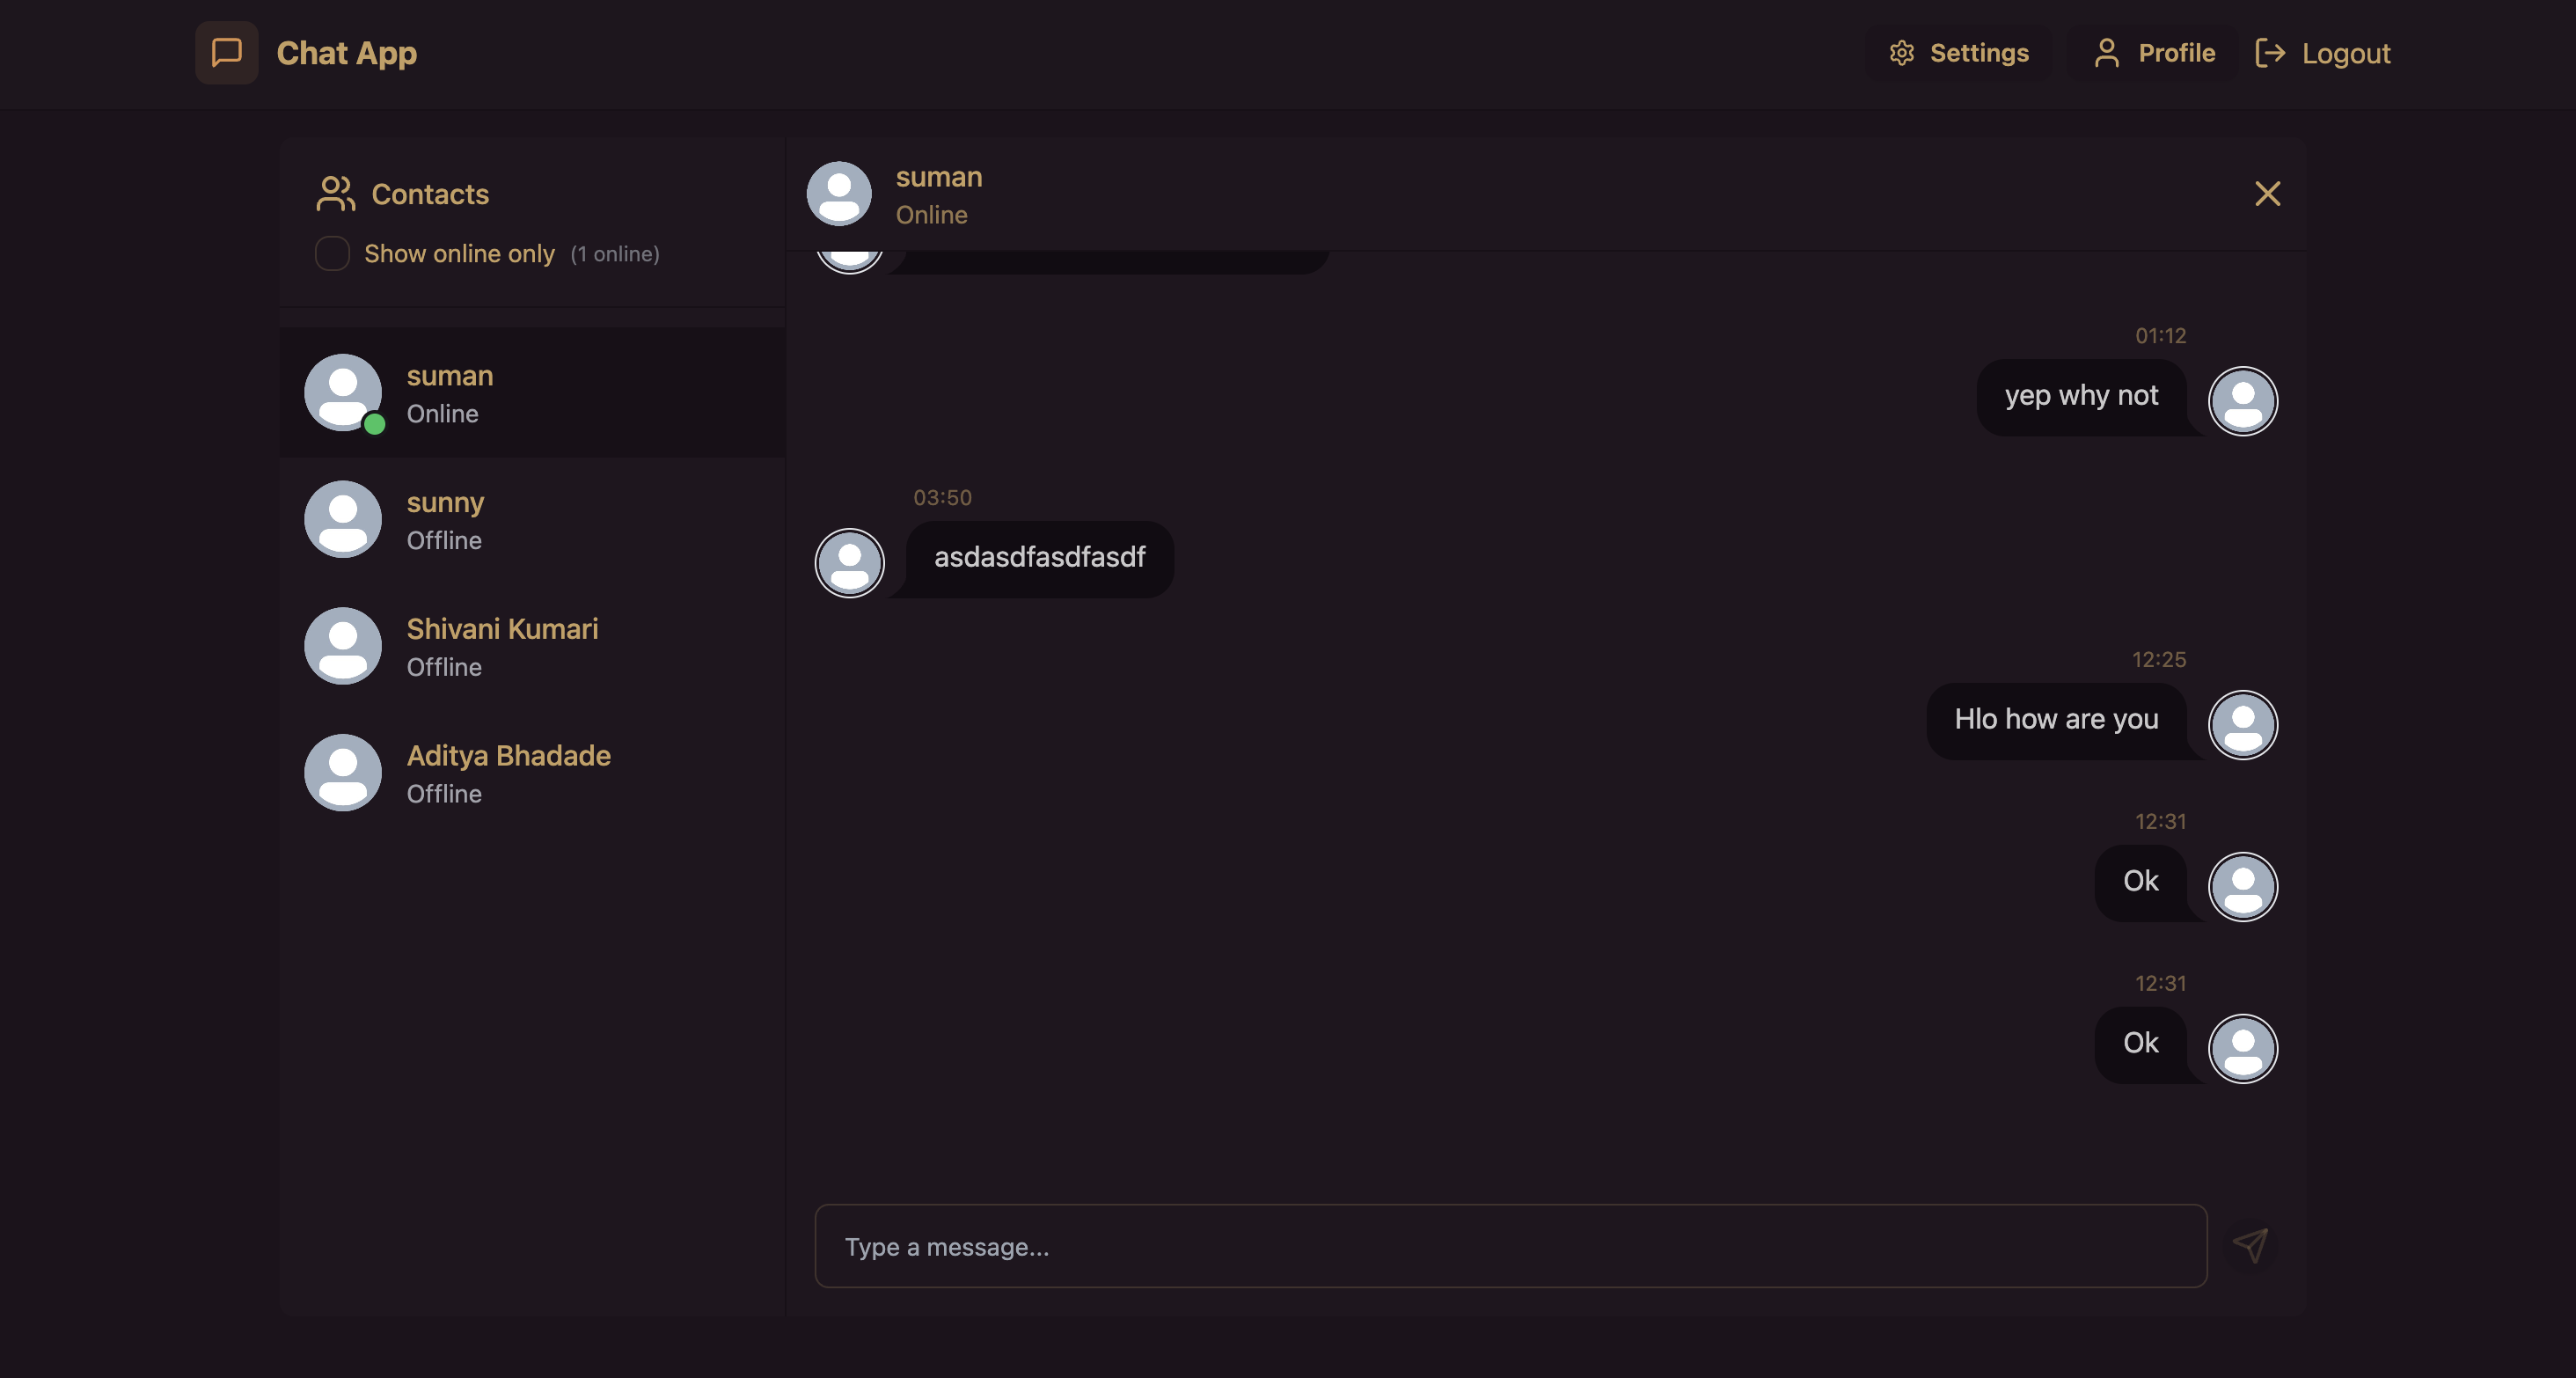 Chat App
Settings
Profile
Logout
Contacts
Show online only (1 online)
suman
Online
sunny
Offline
Shivani Kumari
Offline
Aditya Bhadade
Offline
suman
Online
01:12
yep why not
03:50
asdasdfasdfasdf
12:25
Hlo how are you
12:31
Ok
12:31
Ok
Type a message...